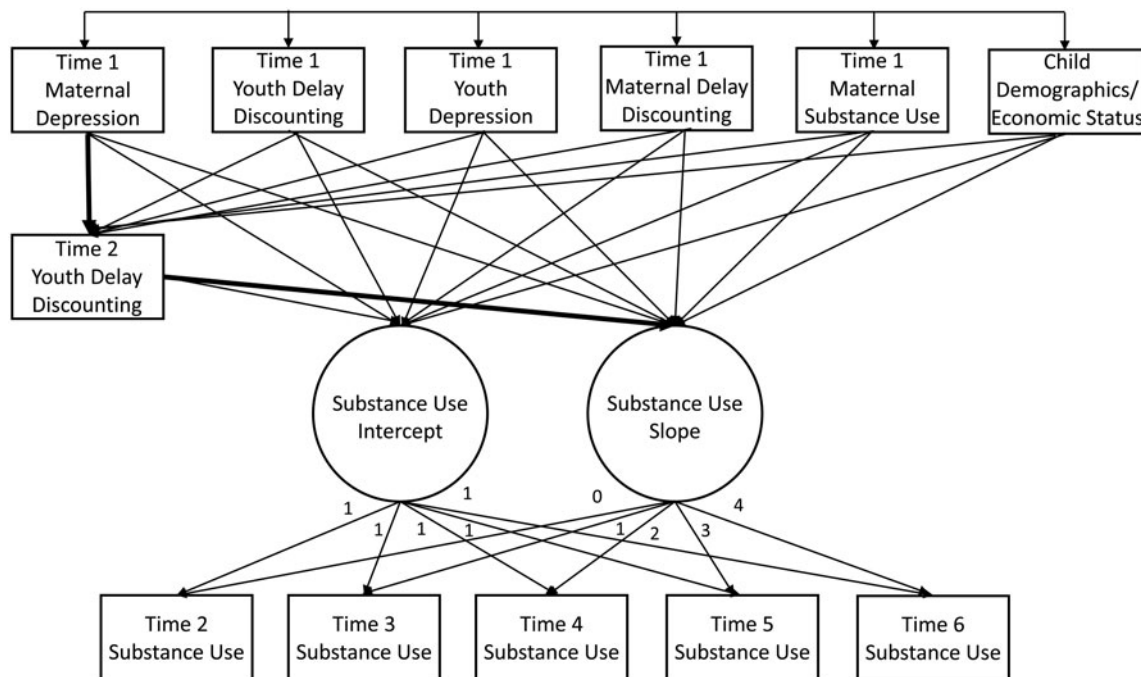 Time 1
Maternal
Depression
Time 1
Youth Delay
Discounting
Time 1
Youth
Depression
Time 1
Maternal Delay
Discounting
Time 1
Maternal
Substance Use
Child
Demographics/
Economic Status
Time 2
Youth Delay
Discounting
Substance Use
Intercept
Substance Use
Slope
1
1
1
1
1
0
1
2
3
4
Time 2
Substance Use
Time 3
Substance Use
Time 4
Substance Use
Time 5
Substance Use
Time 6
Substance Use